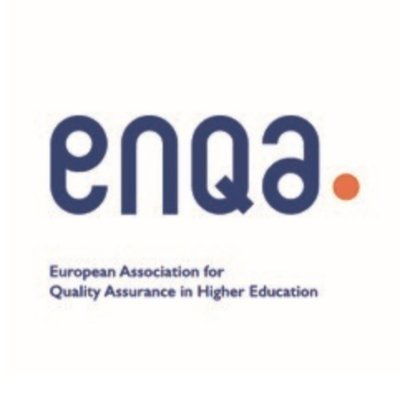 enqa.
European Association for
Quality Assurance in Higher Education